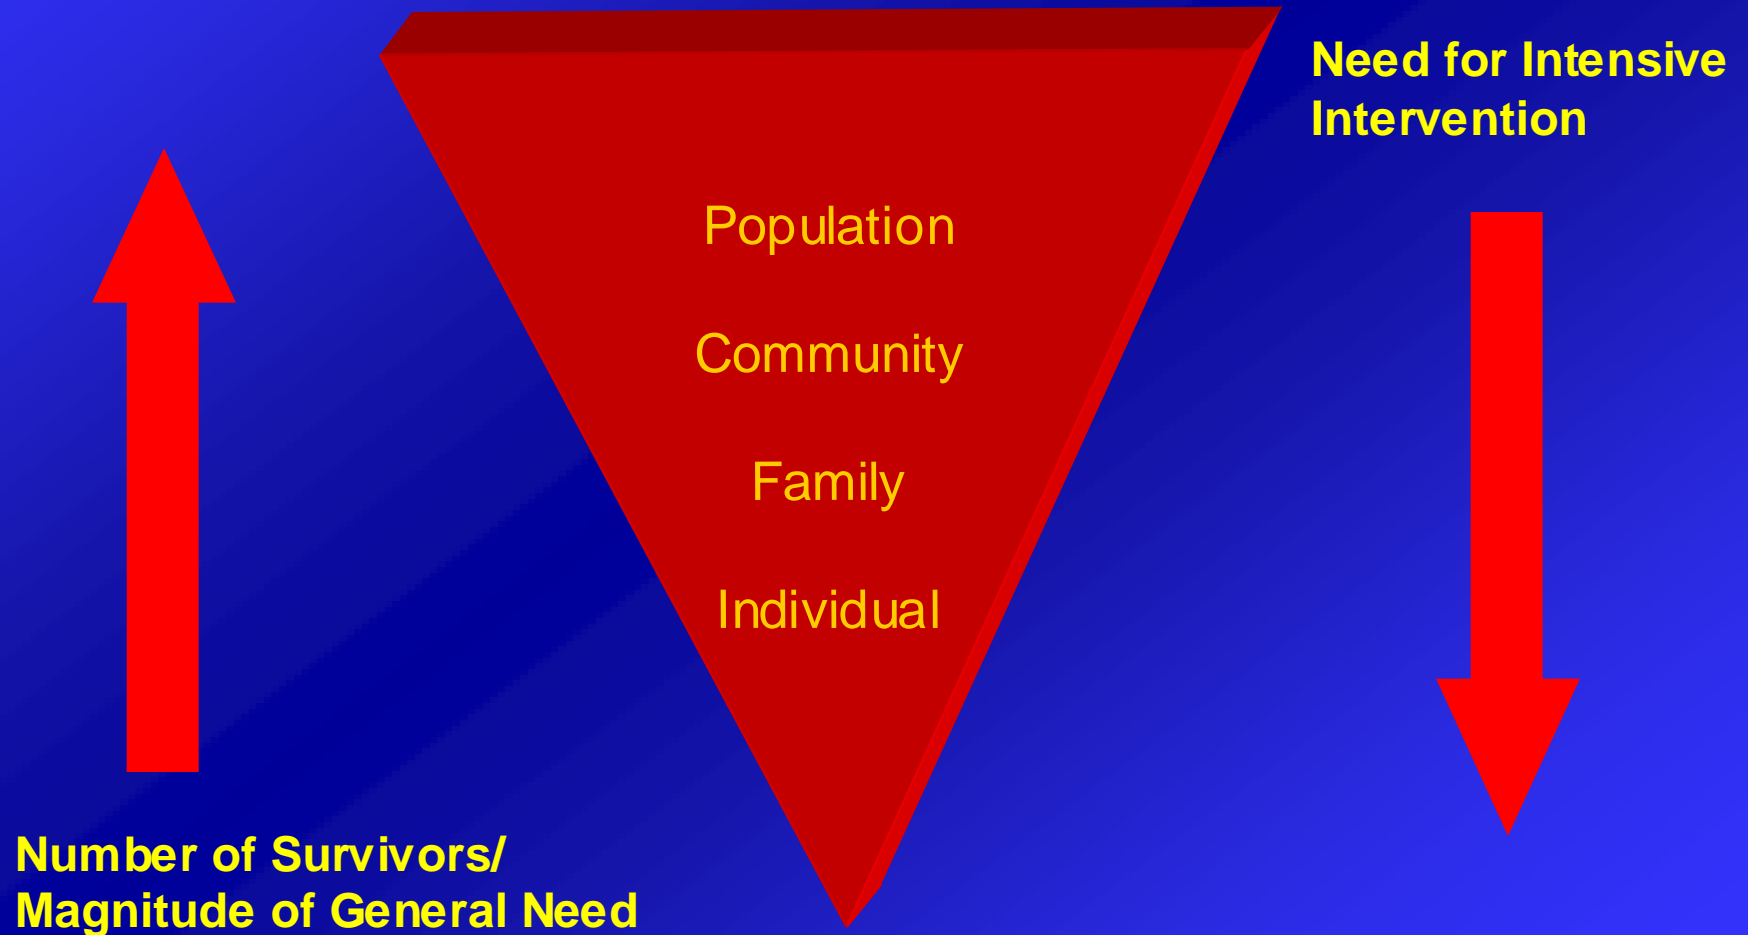 Need for Intensive
Intervention
Population
Community
Family
Individual
Number of Survivors/
Magnitude of General Need